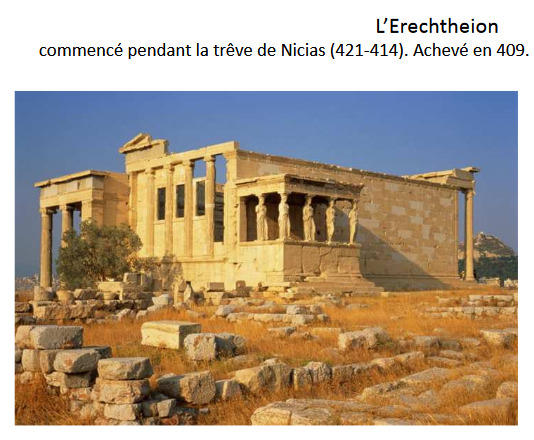 L'Erechtheion
commencé pendant la trêve de Nicias (421-414). Achevé en 409.